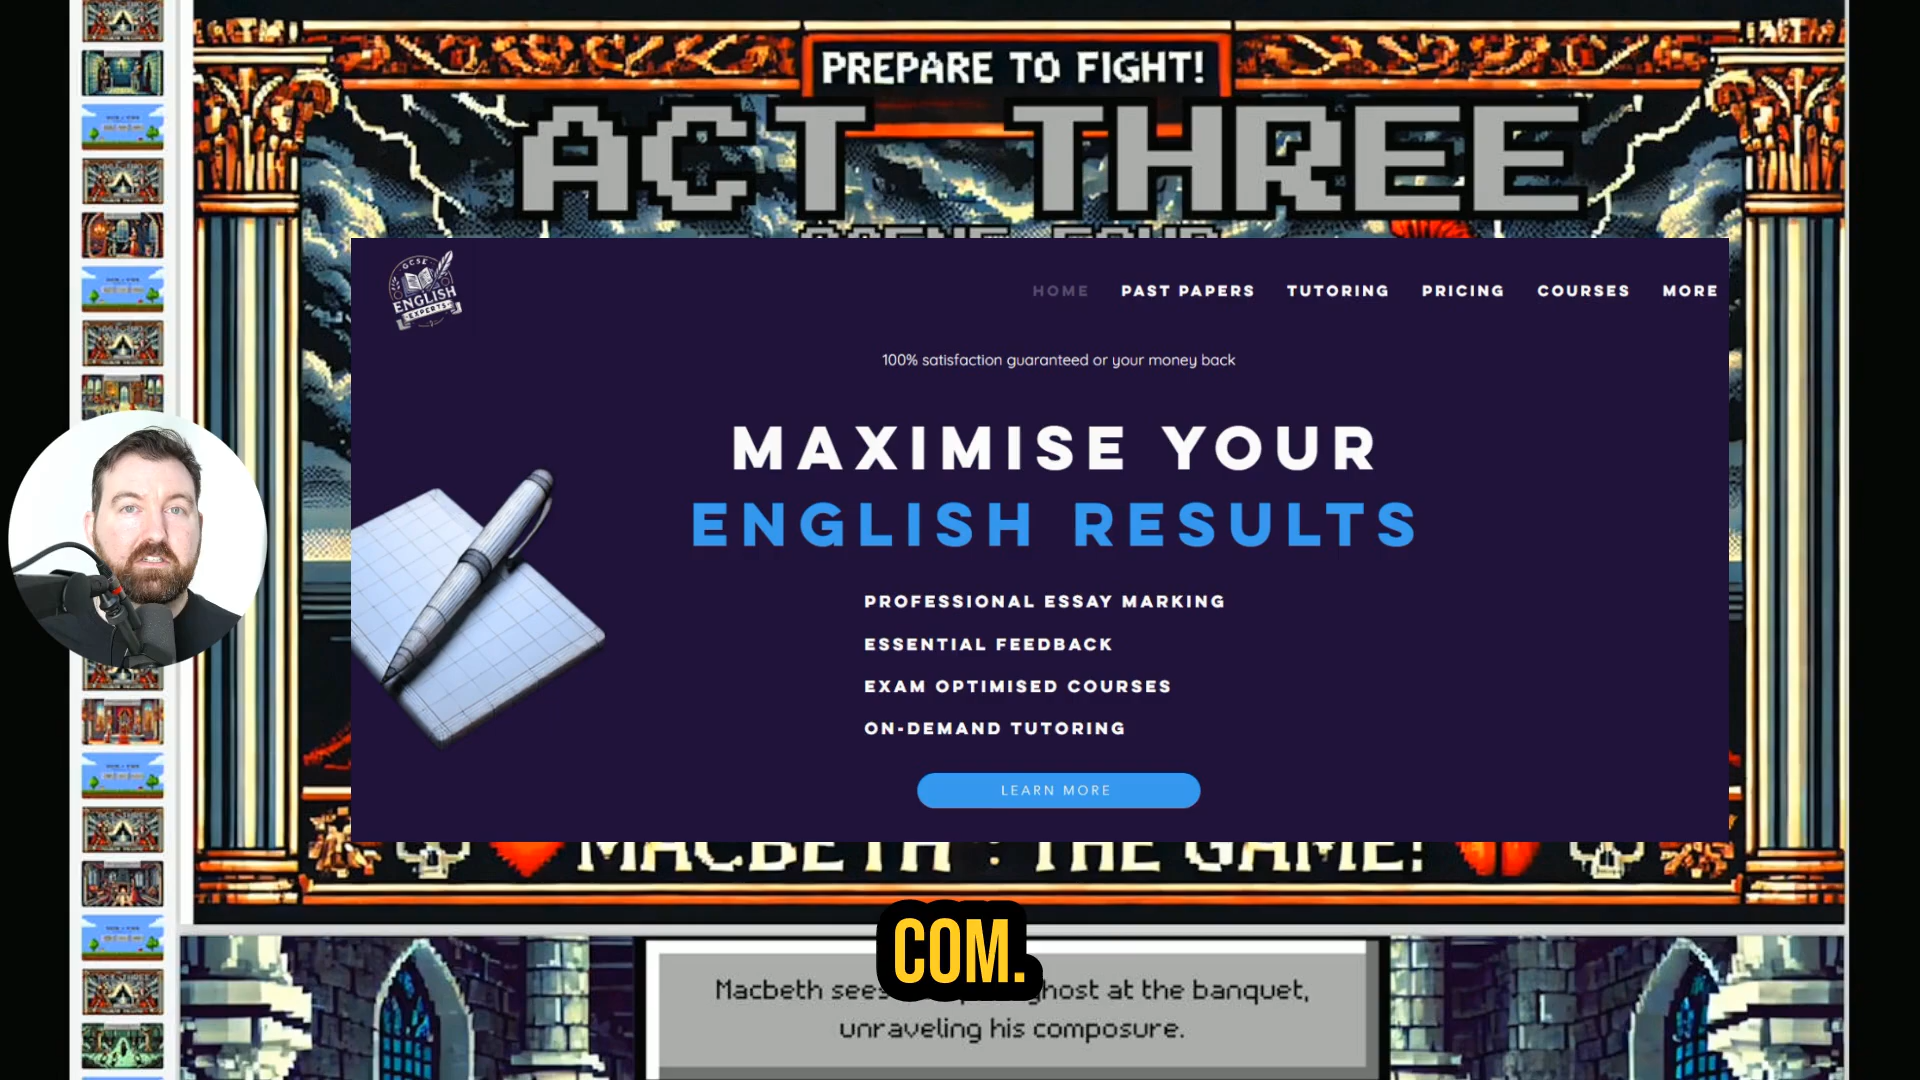 PREPARE TO FIGHT!
ACT THREE
GCSE
ENGLISH
EXPERTS
HOME PAST PAPERS TUTORING PRICING COURSES MORE
100% satisfaction guaranteed or your money back
MAXIMISE YOUR
ENGLISH RESULTS
PROFESSIONAL ESSAY MARKING
ESSENTIAL FEEDBACK
EXAM OPTIMISED COURSES
ON-DEMAND TUTORING
LEARN MORE
MACBETH : THE GAME!
COM.
Macbeth sees ghost at the banquet,
unraveling his composure.